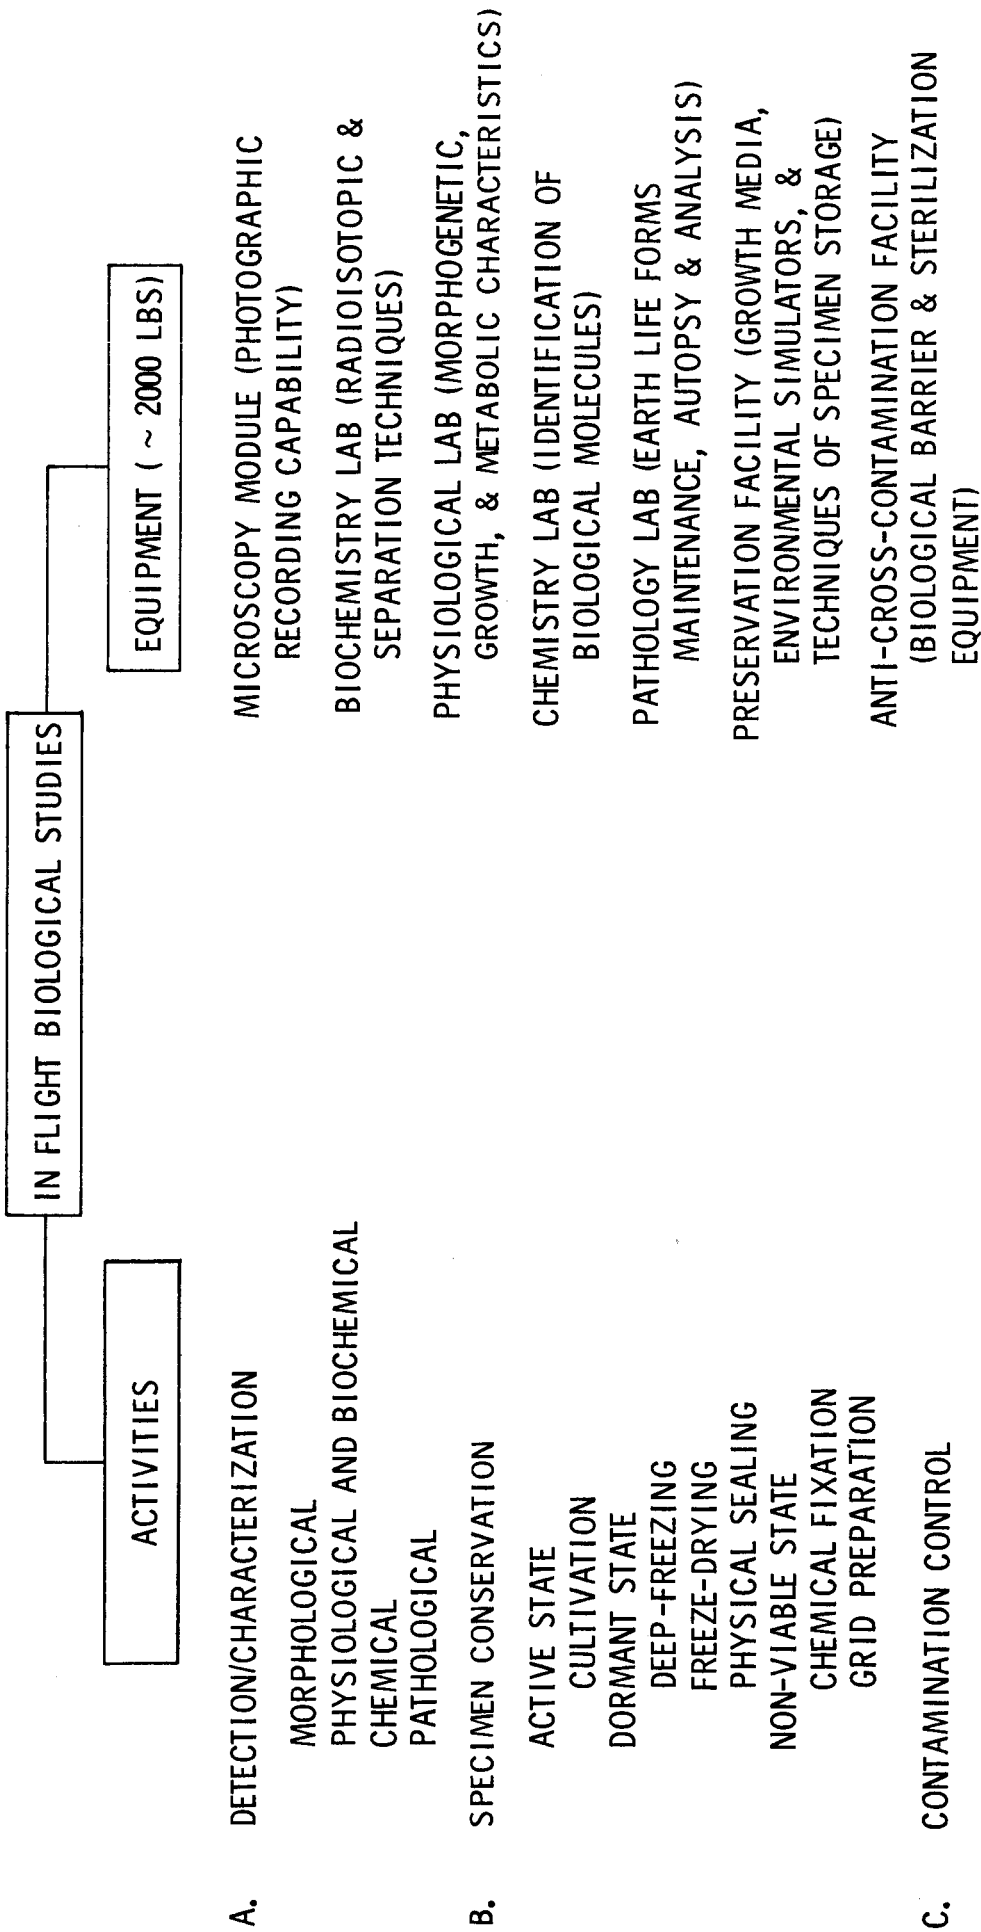 IN FLIGHT BIOLOGICAL STUDIES
ACTIVITIES
A. DETECTION/CHARACTERIZATION
MORPHOLOGICAL
PHYSIOLOGICAL AND BIOCHEMICAL
CHEMICAL
PATHOLOGICAL
B. SPECIMEN CONSERVATION
ACTIVE STATE
CULTIVATION
DORMANT STATE
DEEP-FREEZING
FREEZE-DRYING
PHYSICAL SEALING
NON-VIABLE STATE
CHEMICAL FIXATION
GRID PREPARATION
C. CONTAMINATION CONTROL
EQUIPMENT ( ~ 2000 LBS)
MICROSCOPY MODULE (PHOTOGRAPHIC
RECORDING CAPABILITY)
BIOCHEMISTRY LAB (RADIOISOTOPIC &
SEPARATION TECHNIQUES)
PHYSIOLOGICAL LAB (MORPHOGENETIC,
GROWTH, & METABOLIC CHARACTERISTICS)
CHEMISTRY LAB (IDENTIFICATION OF
BIOLOGICAL MOLECULES)
PATHOLOGY LAB (EARTH LIFE FORMS
MAINTENANCE, AUTOPSY & ANALYSIS)
PRESERVATION FACILITY (GROWTH MEDIA,
ENVIRONMENTAL SIMULATORS, &
TECHNIQUES OF SPECIMEN STORAGE)
ANTI-CROSS-CONTAMINATION FACILITY
(BIOLOGICAL BARRIER & STERILIZATION
EQUIPMENT)